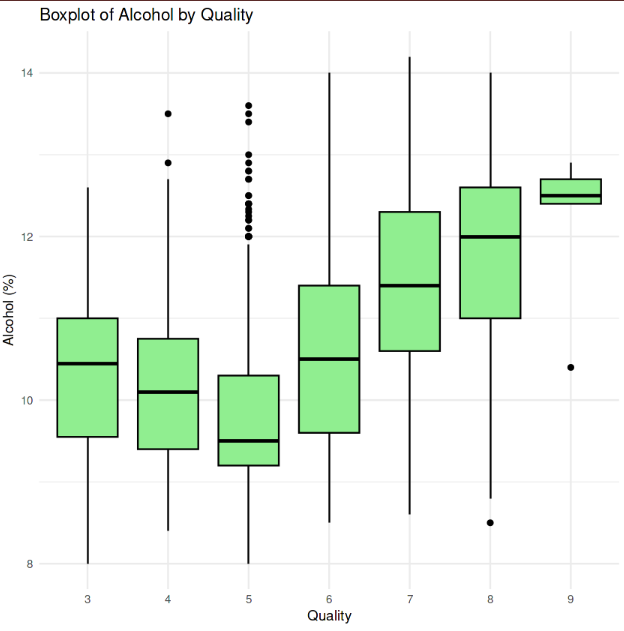 Boxplot of Alcohol by Quality
14
12
10
8
Alcohol (%)
3 4 5 6 7 8 9
Quality